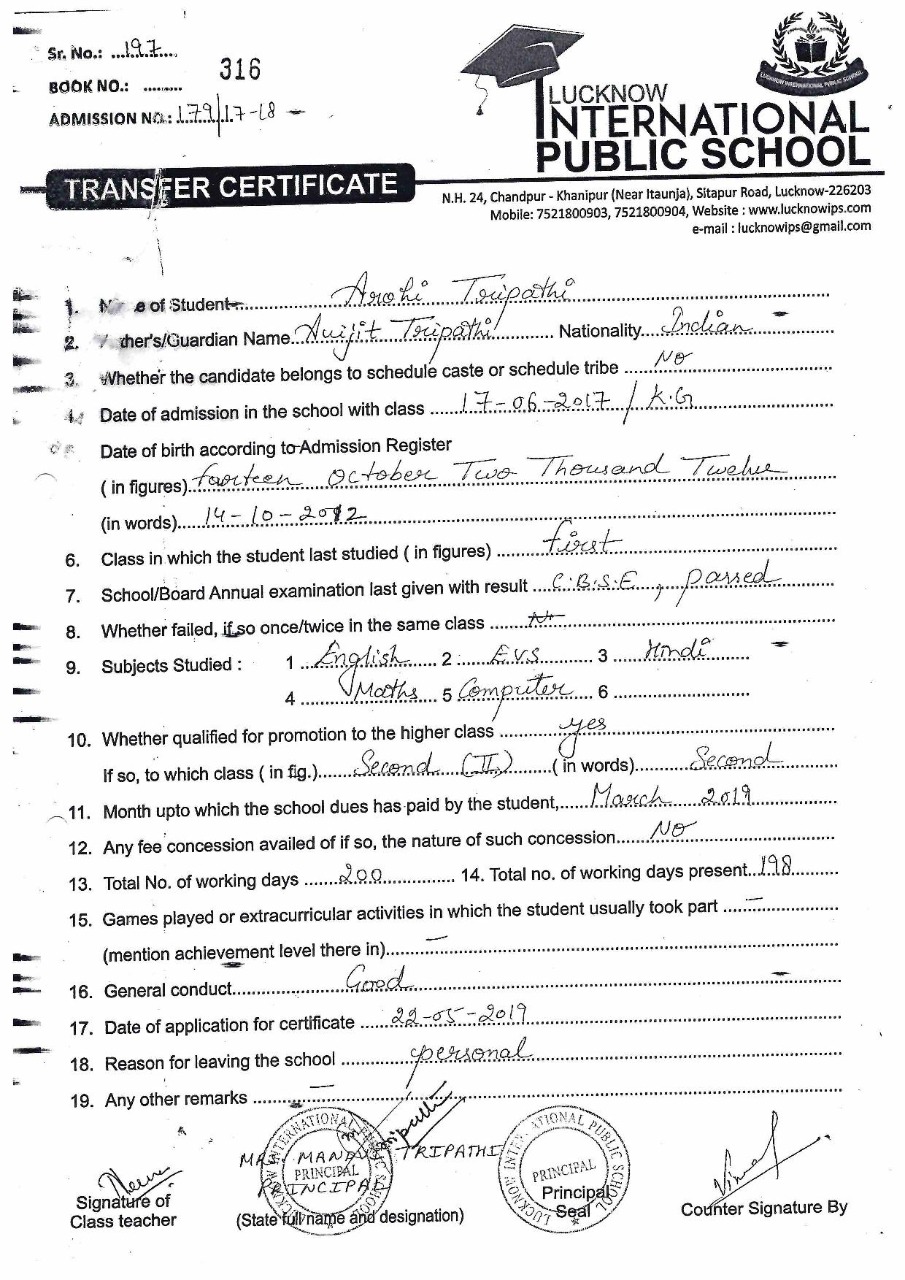 Sr. No.: ...197....
316
BOOK NO.: ..........
ADMISSION NO.: 179/17-18 -
LUCKNOW
INTERNATIONAL
PUBLIC SCHOOL
LUCKNOW INTERNATIONAL PUBLIC SCHOOL
TRANSFER CERTIFICATE
N.H. 24, Chandpur - Khanipur (Near Itaunja), Sitapur Road, Lucknow-226203
Mobile: 7521800903, 7521800904, Website : www.lucknowips.com
e-mail : lucknowips@gmail.com
1. of Student Arohi Tripathi
2. ther's/Guardian Name Avijit Tripathi Nationality Indian
3. Whether the candidate belongs to schedule caste or schedule tribe NO
4. Date of admission in the school with class 17-06-2017 / K.G
Date of birth according to Admission Register
( in figures) fourteen October Two Thousand Twelve
(in words) 14-10-2012
6. Class in which the student last studied ( in figures) first
7. School/Board Annual examination last given with result C.B.S.E , passed
8. Whether failed, if so once/twice in the same class
9. Subjects Studied : 1 English 2 E.V.S 3 Hindi
4 Maths 5 Computer 6
10. Whether qualified for promotion to the higher class yes
If so, to which class ( in fig.) Second (II) ( in words) Second
11. Month upto which the school dues has paid by the student, March 2019
12. Any fee concession availed of if so, the nature of such concession NO
13. Total No. of working days 200 14. Total no. of working days present 198
15. Games played or extracurricular activities in which the student usually took part —
(mention achievement level there in) —
16. General conduct Good
17. Date of application for certificate 22-05-2019
18. Reason for leaving the school personal
19. Any other remarks —
TRIPATHI
PRINCIPAL
INTERNATIONAL PUBLIC SCHOOL
PRINCIPAL
LUCKNOW INTERNATIONAL PUBLIC SCHOOL
PRINCIPAL
Signature of
Class teacher
(State full name and designation)
Principal
Seal
Counter Signature By